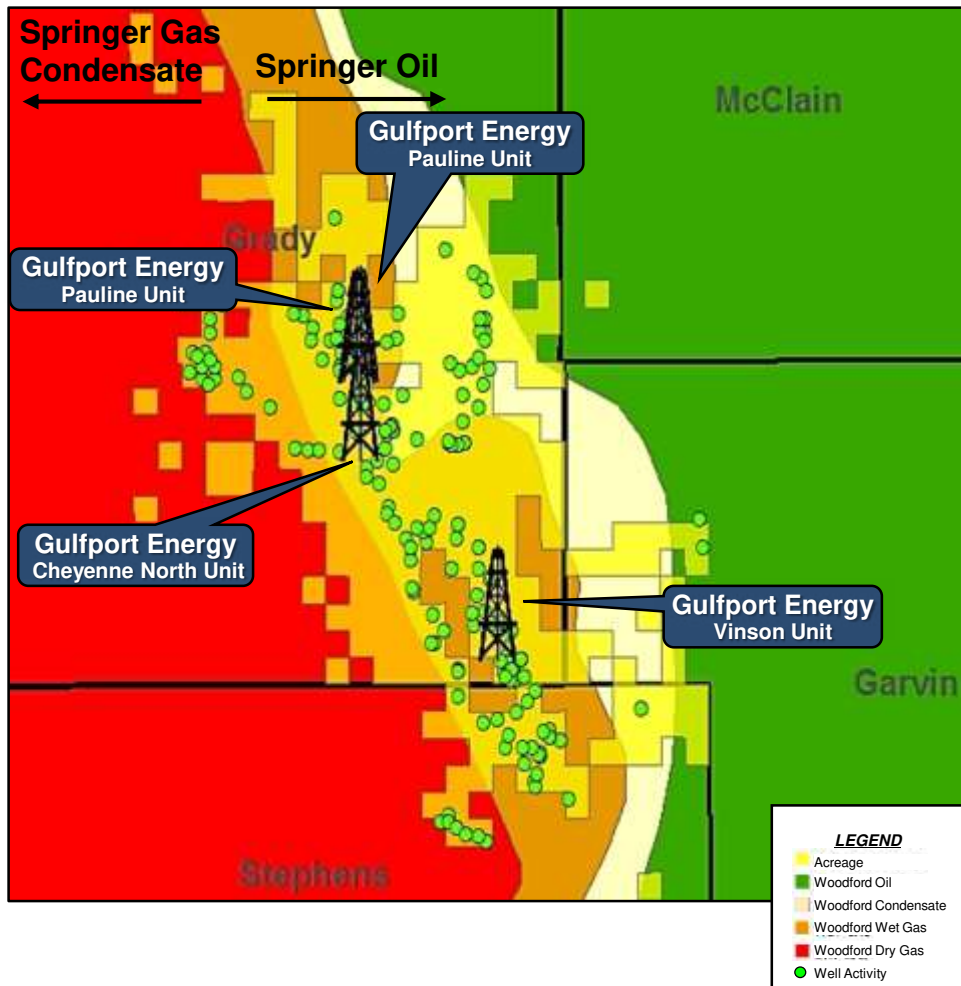 Springer Gas
Condensate
Springer Oil
McClain
Gulfport Energy
Pauline Unit
Grady
Gulfport Energy
Pauline Unit
Gulfport Energy
Cheyenne North Unit
Gulfport Energy
Vinson Unit
Garvin
Stephens
LEGEND
Acreage
Woodford Oil
Woodford Condensate
Woodford Wet Gas
Woodford Dry Gas
Well Activity